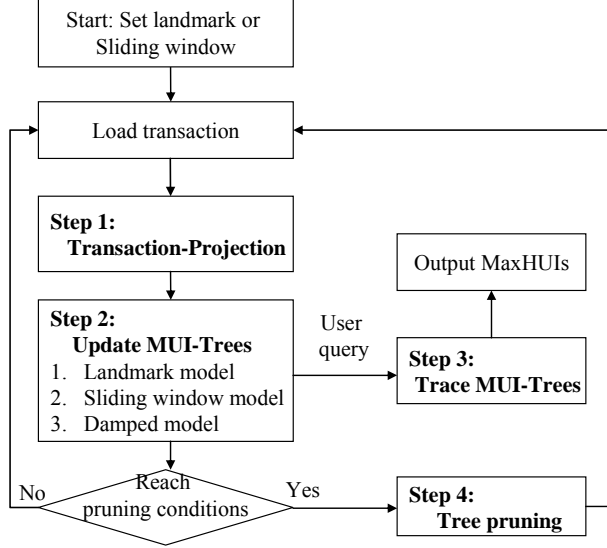 Start: Set landmark or
Sliding window
Load transaction
Step 1:
Transaction-Projection
Step 2:
Update MUI-Trees
1. Landmark model
2. Sliding window model
3. Damped model
User
query
Output MaxHUIs
Step 3:
Trace MUI-Trees
No
Reach
pruning conditions
Yes
Step 4:
Tree pruning